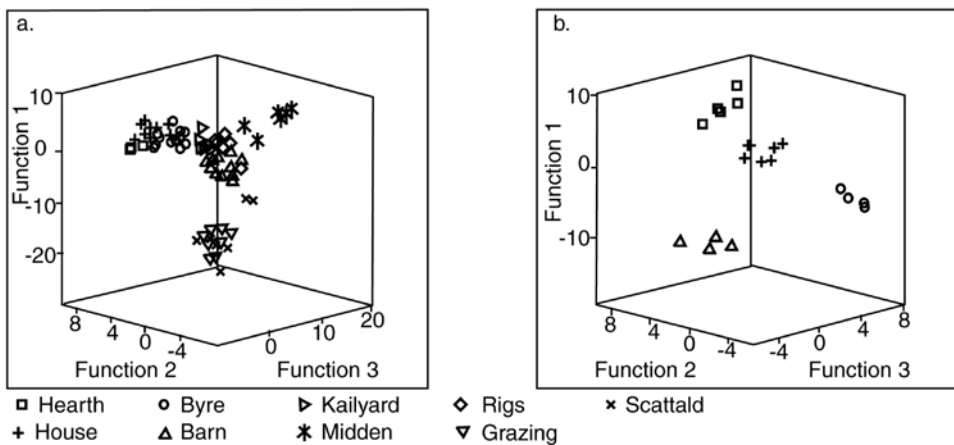 a.
Function 1
10
0
-10
-20
8 4 0 -4
0 10 20
Function 2
Function 3
b.
Function 1
10
0
-10
8 4 0 -4
-4 0 4 8
Function 2
Function 3
Hearth Byre Kailyard Rigs Scattald
House Barn Midden Grazing